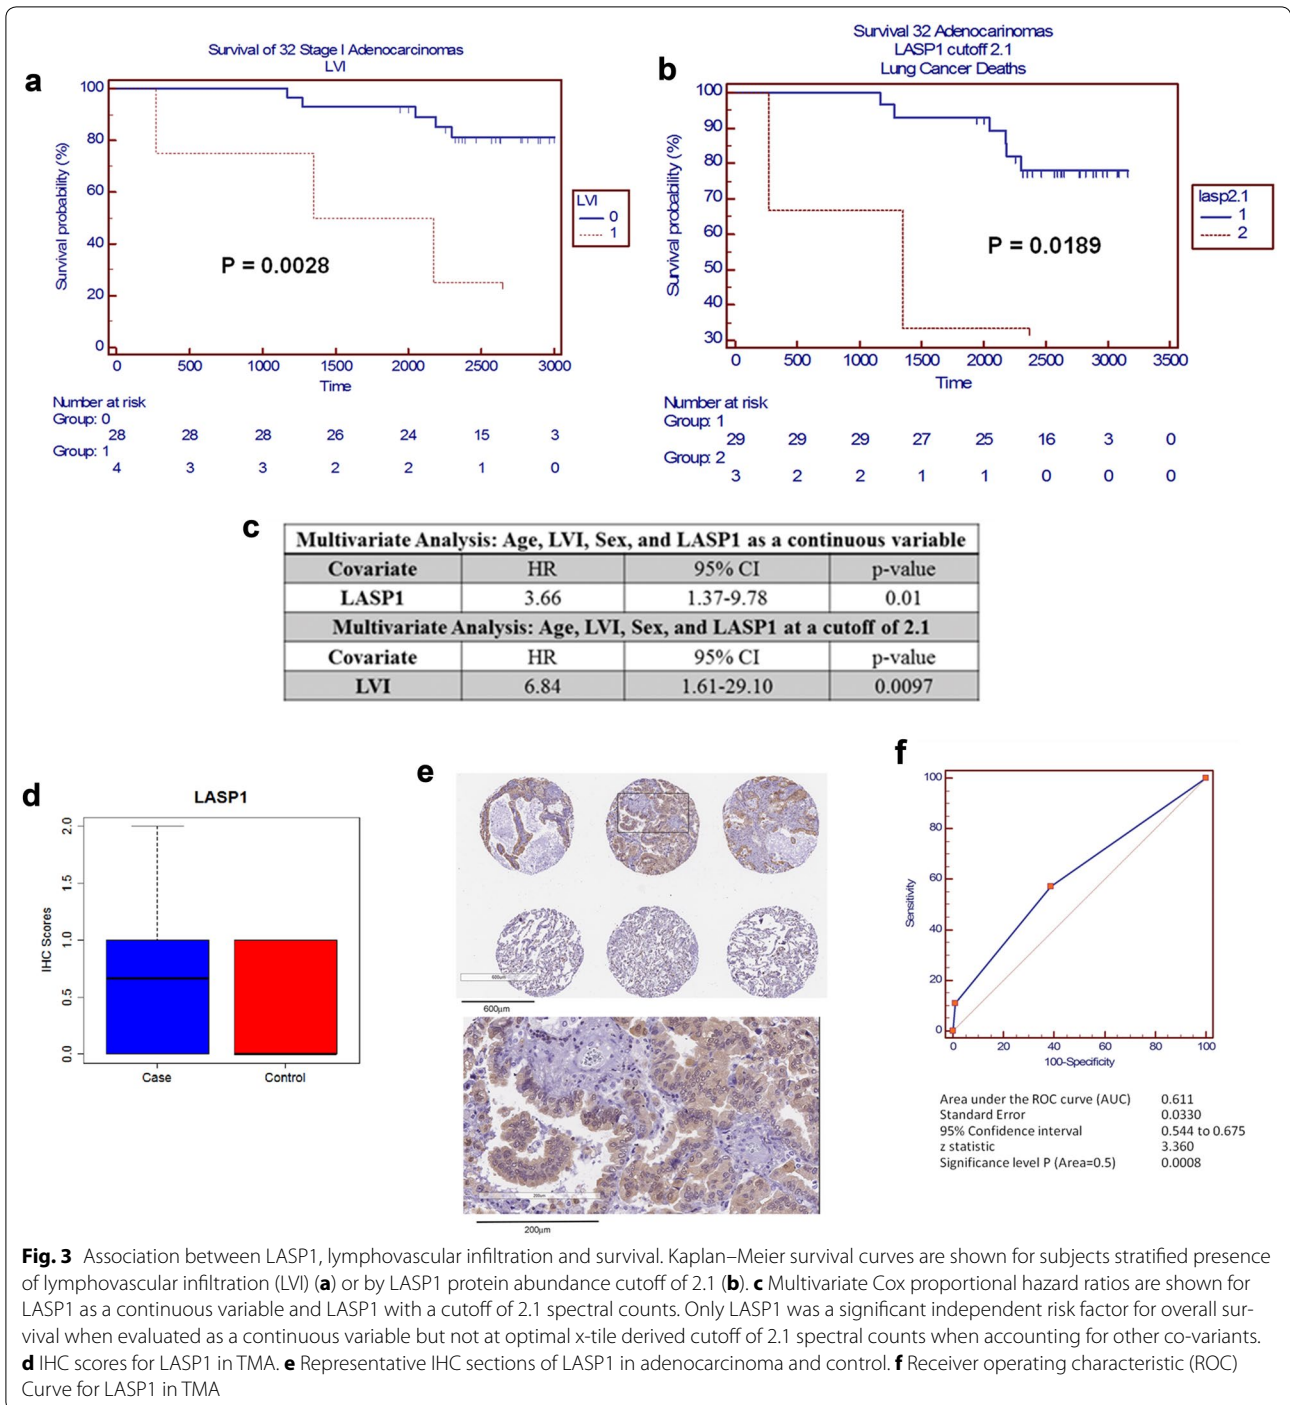 a
Survival of 32 Stage I Adenocarcinomas
LVI
Survival probability (%)
100
80
60
40
20
0
P = 0.0028
LVI
0
1
0 500 1000 1500 2000 2500 3000
Time
Number at risk
Group: 0
28 28 28 26 24 15 3
Group: 1
4 3 3 2 2 1 0
b
Survival 32 Adenocarinomas
LASP1 cutoff 2.1
Lung Cancer Deaths
Survival probability (%)
100
90
80
70
60
50
40
30
P = 0.0189
lasp2.1
1
2
0 500 1000 1500 2000 2500 3000 3500
Time
Number at risk
Group: 1
29 29 29 27 25 16 3 0
Group: 2
3 2 2 1 1 0 0 0
c
Multivariate Analysis: Age, LVI, Sex, and LASP1 as a continuous variable
Covariate HR 95% CI p-value
LASP1 3.66 1.37-9.78 0.01
Multivariate Analysis: Age, LVI, Sex, and LASP1 at a cutoff of 2.1
Covariate HR 95% CI p-value
LVI 6.84 1.61-29.10 0.0097
d
LASP1
IHC Scores
2.0
1.5
1.0
0.5
0.0
Case Control
e
600µm
200µm
f
Sensitivity
100
80
60
40
20
0
0 20 40 60 80 100
100-Specificity
Area under the ROC curve (AUC) 0.611
Standard Error 0.0330
95% Confidence interval 0.544 to 0.675
z statistic 3.360
Significance level P (Area=0.5) 0.0008
Fig. 3 Association between LASP1, lymphovascular infiltration and survival. Kaplan–Meier survival curves are shown for subjects stratified presence
of lymphovascular infiltration (LVI) (a) or by LASP1 protein abundance cutoff of 2.1 (b). c Multivariate Cox proportional hazard ratios are shown for
LASP1 as a continuous variable and LASP1 with a cutoff of 2.1 spectral counts. Only LASP1 was a significant independent risk factor for overall sur-
vival when evaluated as a continuous variable but not at optimal x-tile derived cutoff of 2.1 spectral counts when accounting for other co-variants.
d IHC scores for LASP1 in TMA. e Representative IHC sections of LASP1 in adenocarcinoma and control. f Receiver operating characteristic (ROC)
Curve for LASP1 in TMA